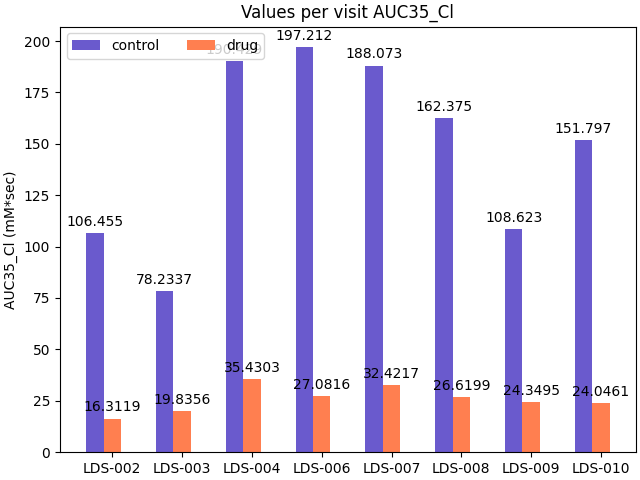 Values per visit AUC35_Cl
control
drug
AUC35_Cl (mM*sec)
200
175
150
125
100
75
50
25
0
106.455
78.2337
197.212
188.073
162.375
108.623
151.797
16.3119
19.8356
35.4303
27.0816
32.4217
26.6199
24.3495
24.0461
LDS-002
LDS-003
LDS-004
LDS-006
LDS-007
LDS-008
LDS-009
LDS-010